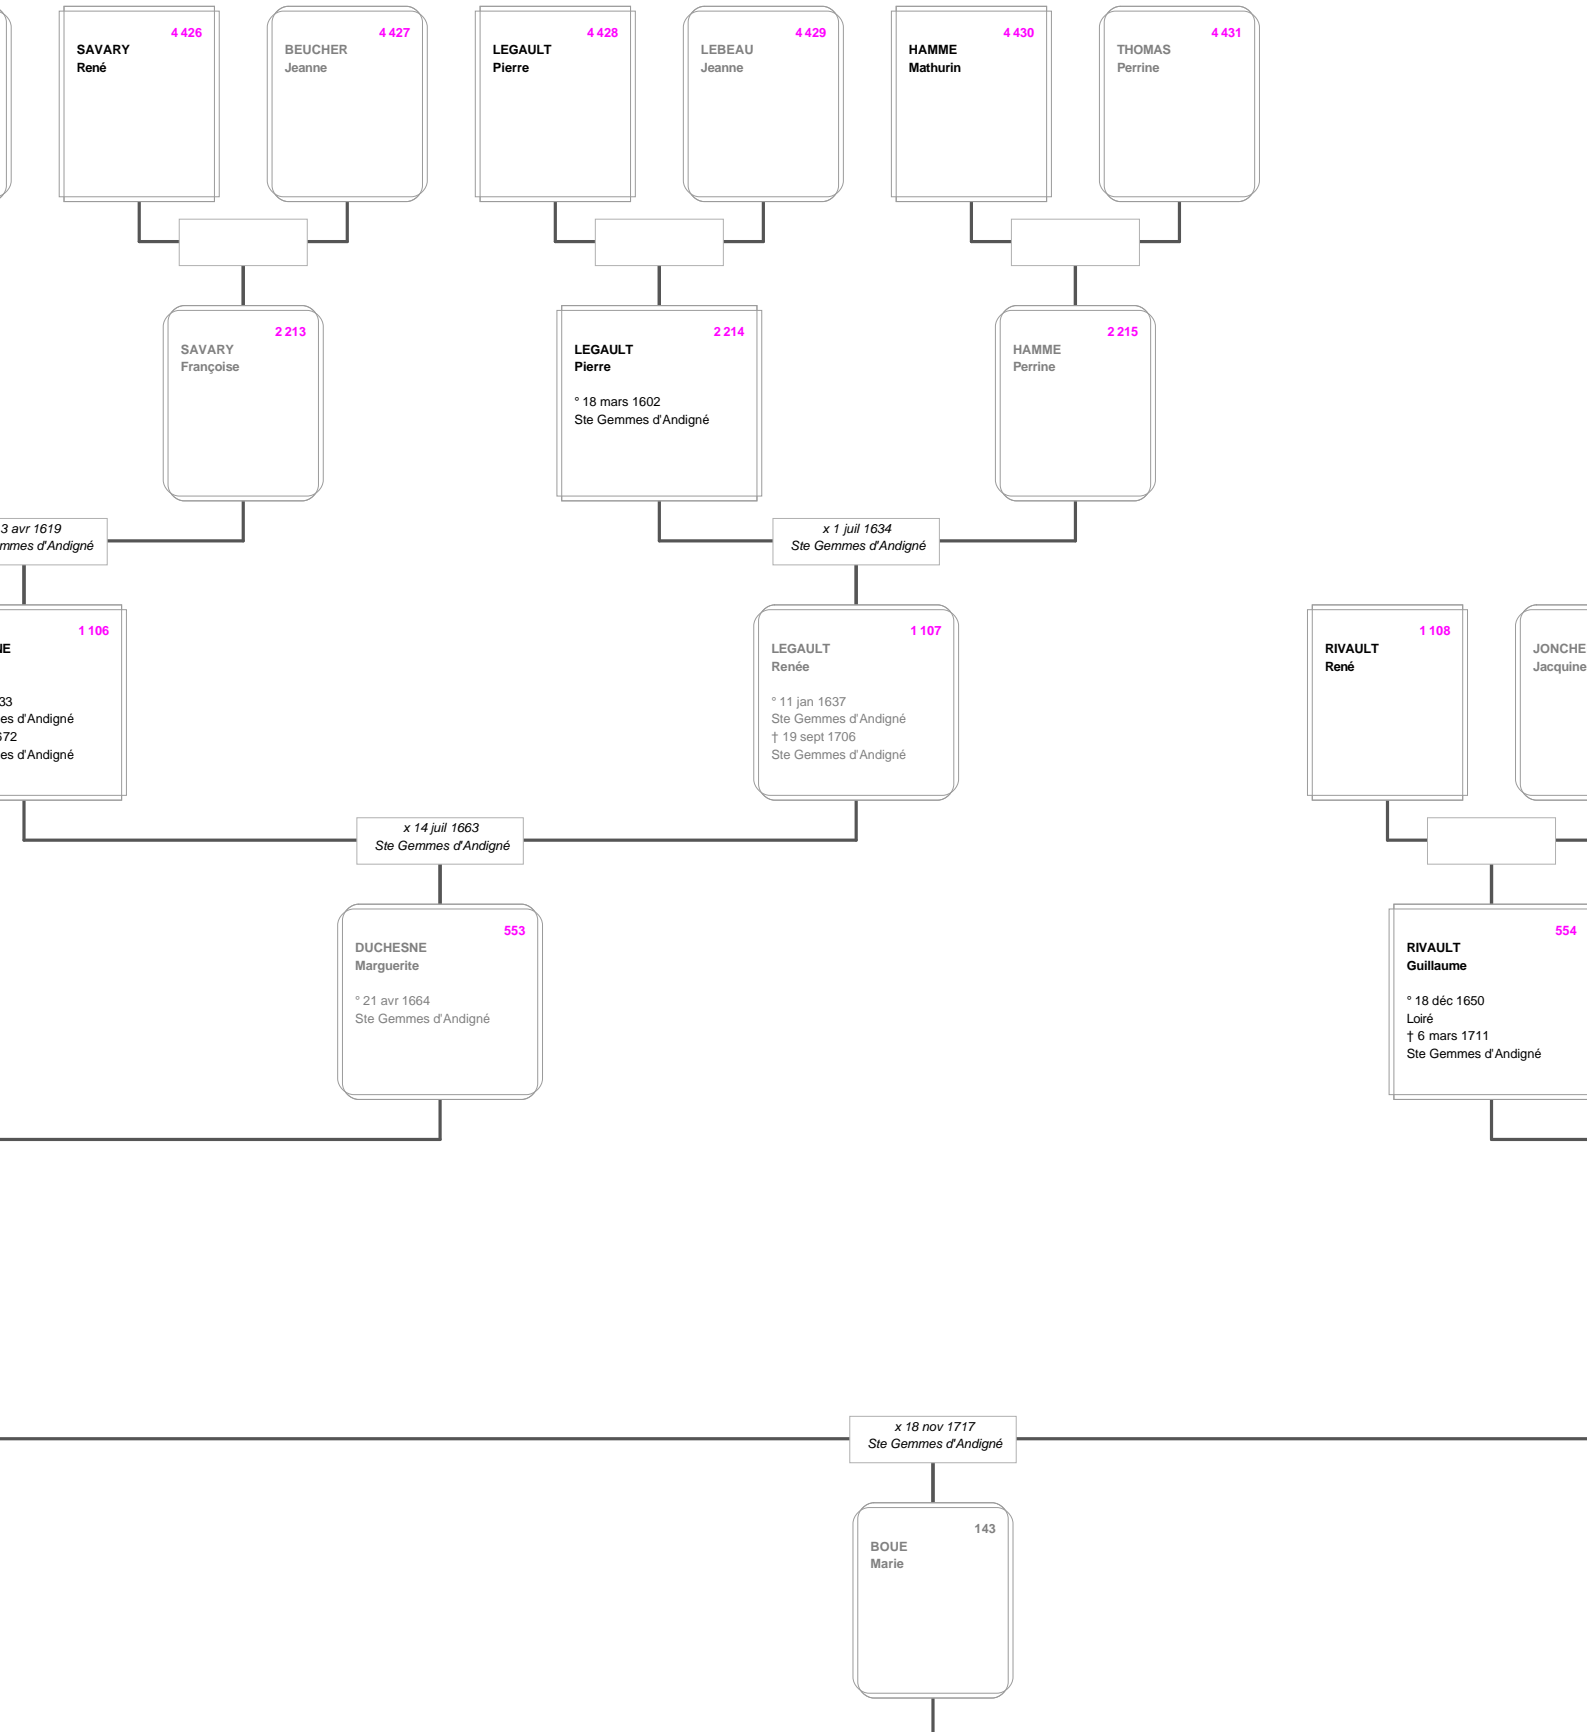 4 426
SAVARY
René
4 427
BEUCHER
Jeanne
4 428
LEGAULT
Pierre
4 429
LEBEAU
Jeanne
4 430
HAMME
Mathurin
4 431
THOMAS
Perrine
2 213
SAVARY
Françoise
2 214
LEGAULT
Pierre
° 18 mars 1602
Ste Gemmes d'Andigné
2 215
HAMME
Perrine
3 avr 1619
mmes d'Andigné
x 1 juil 1634
Ste Gemmes d'Andigné
1 106
NE
33
es d'Andigné
672
es d'Andigné
1 107
LEGAULT
Renée
° 11 jan 1637
Ste Gemmes d'Andigné
† 19 sept 1706
Ste Gemmes d'Andigné
1 108
RIVAULT
René
JONCHE
Jacquine
x 14 juil 1663
Ste Gemmes d'Andigné
553
DUCHESNE
Marguerite
° 21 avr 1664
Ste Gemmes d'Andigné
554
RIVAULT
Guillaume
° 18 déc 1650
Loiré
† 6 mars 1711
Ste Gemmes d'Andigné
x 18 nov 1717
Ste Gemmes d'Andigné
143
BOUE
Marie